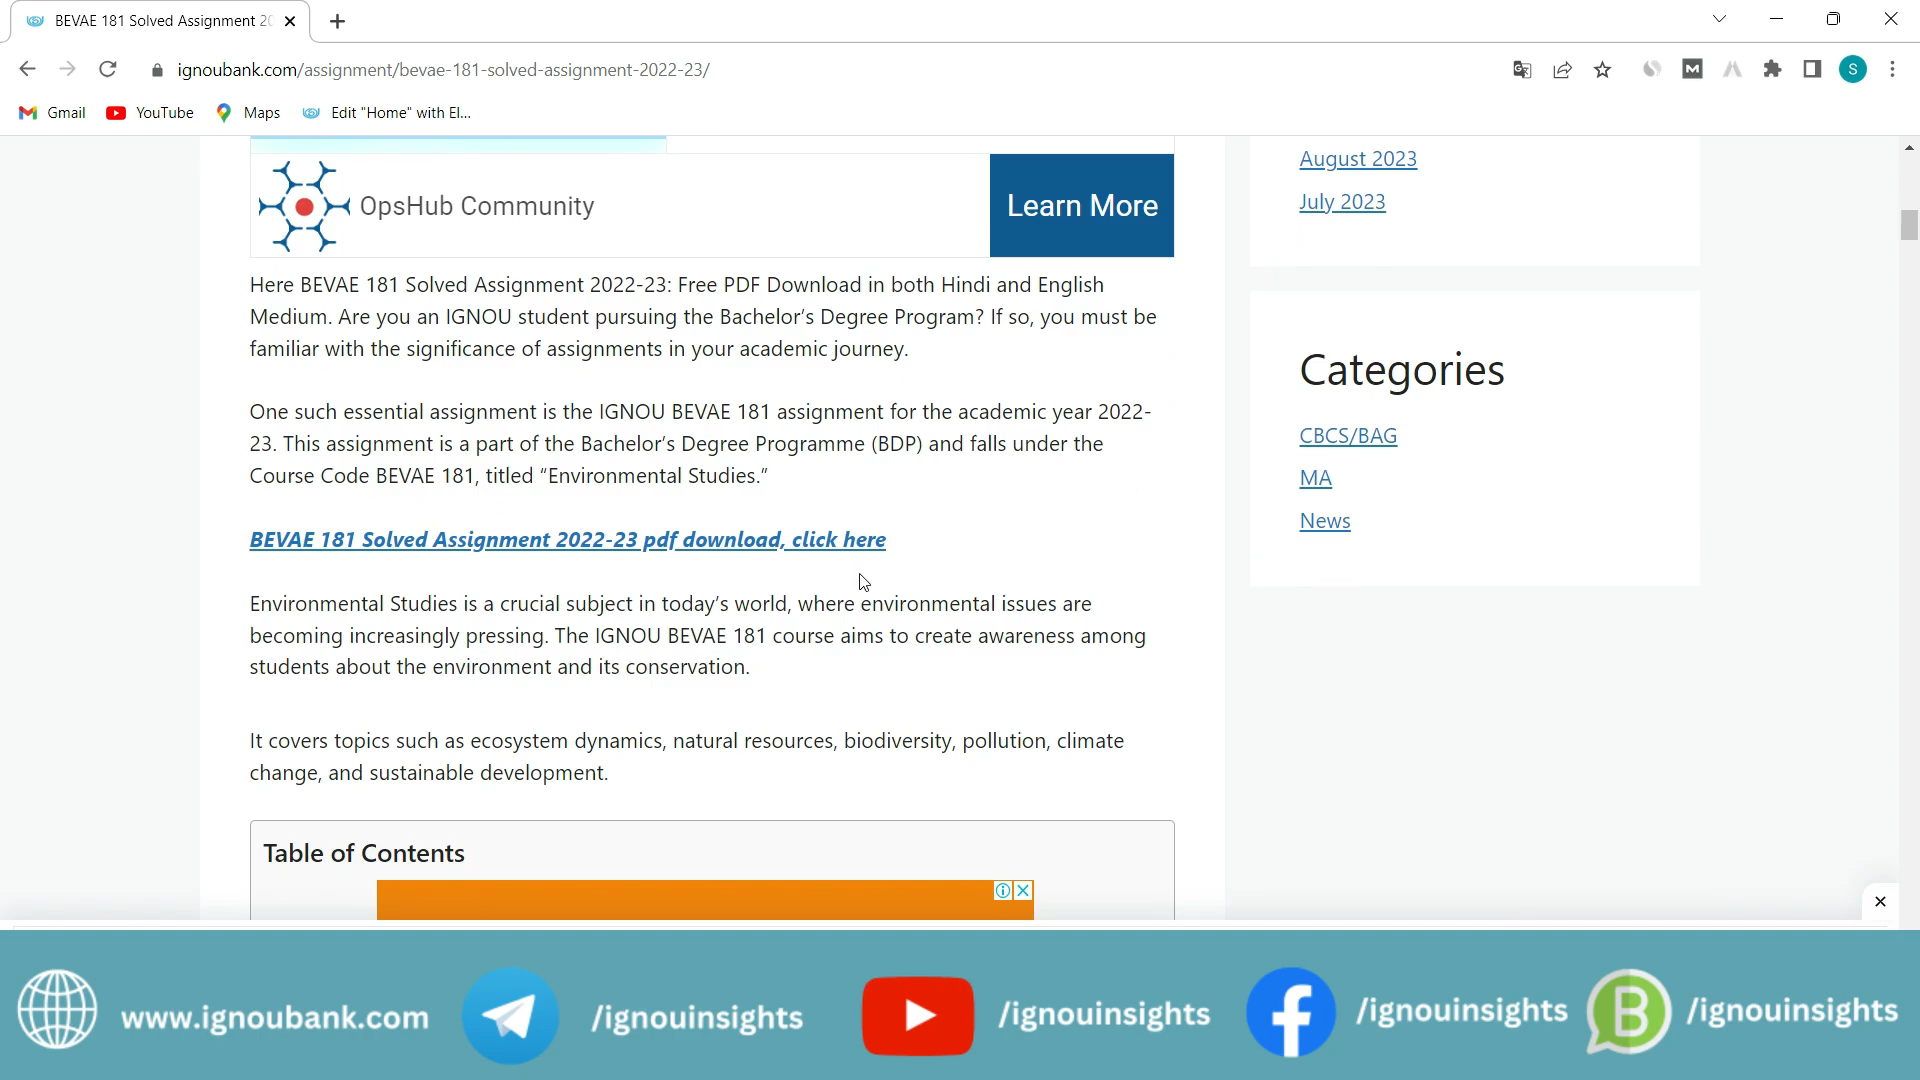 BEVAE 181 Solved Assignment 20
ignoubank.com/assignment/bevae-181-solved-assignment-2022-23/
S
Gmail
YouTube
Maps
Edit "Home" with El...
OpsHub Community
Learn More
Here BEVAE 181 Solved Assignment 2022-23: Free PDF Download in both Hindi and English
Medium. Are you an IGNOU student pursuing the Bachelor’s Degree Program? If so, you must be
familiar with the significance of assignments in your academic journey.
One such essential assignment is the IGNOU BEVAE 181 assignment for the academic year 2022-
23. This assignment is a part of the Bachelor’s Degree Programme (BDP) and falls under the
Course Code BEVAE 181, titled “Environmental Studies.”
BEVAE 181 Solved Assignment 2022-23 pdf download, click here
Environmental Studies is a crucial subject in today’s world, where environmental issues are
becoming increasingly pressing. The IGNOU BEVAE 181 course aims to create awareness among
students about the environment and its conservation.
It covers topics such as ecosystem dynamics, natural resources, biodiversity, pollution, climate
change, and sustainable development.
Table of Contents
August 2023
July 2023
Categories
CBCS/BAG
MA
News
www.ignoubank.com
/ignouinsights
/ignouinsights
/ignouinsights
B
/ignouinsights